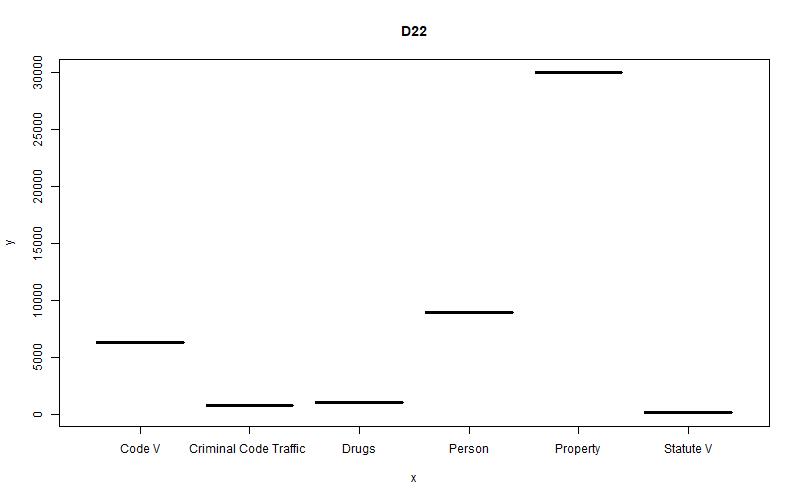 D22
y
30000
25000
20000
15000
10000
5000
0
Code V
Criminal Code Traffic
Drugs
Person
Property
Statute V
x